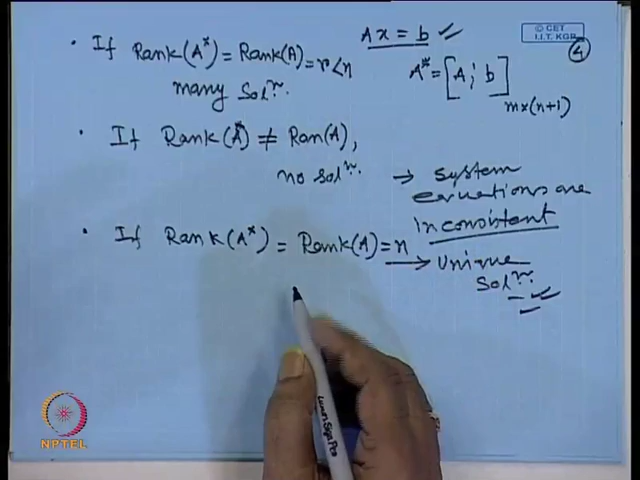 · If Rank(A*) = Rank(A) = r < n
many Solⁿ.
Ax = b
A* = [A ; b]
m×(n+1)
© CET
I.I.T. KGP
4
· If Rank(A*) ≠ Ran(A),
no solⁿ. → System
equations are
inconsistent
· If Rank(A*) = Rank(A) = n
→ Unique
Solⁿ.
NPTEL